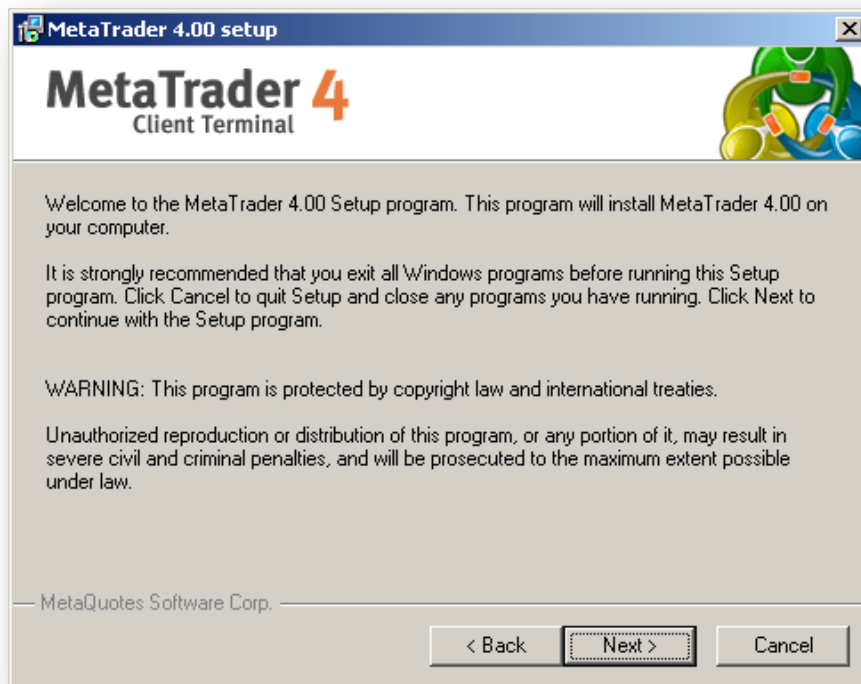 MetaTrader 4.00 setup
MetaTrader 4
Client Terminal
Welcome to the MetaTrader 4.00 Setup program. This program will install MetaTrader 4.00 on
your computer.
It is strongly recommended that you exit all Windows programs before running this Setup
program. Click Cancel to quit Setup and close any programs you have running. Click Next to
continue with the Setup program.
WARNING: This program is protected by copyright law and international treaties.
Unauthorized reproduction or distribution of this program, or any portion of it, may result in
severe civil and criminal penalties, and will be prosecuted to the maximum extent possible
under law.
MetaQuotes Software Corp.
< Back Next > Cancel